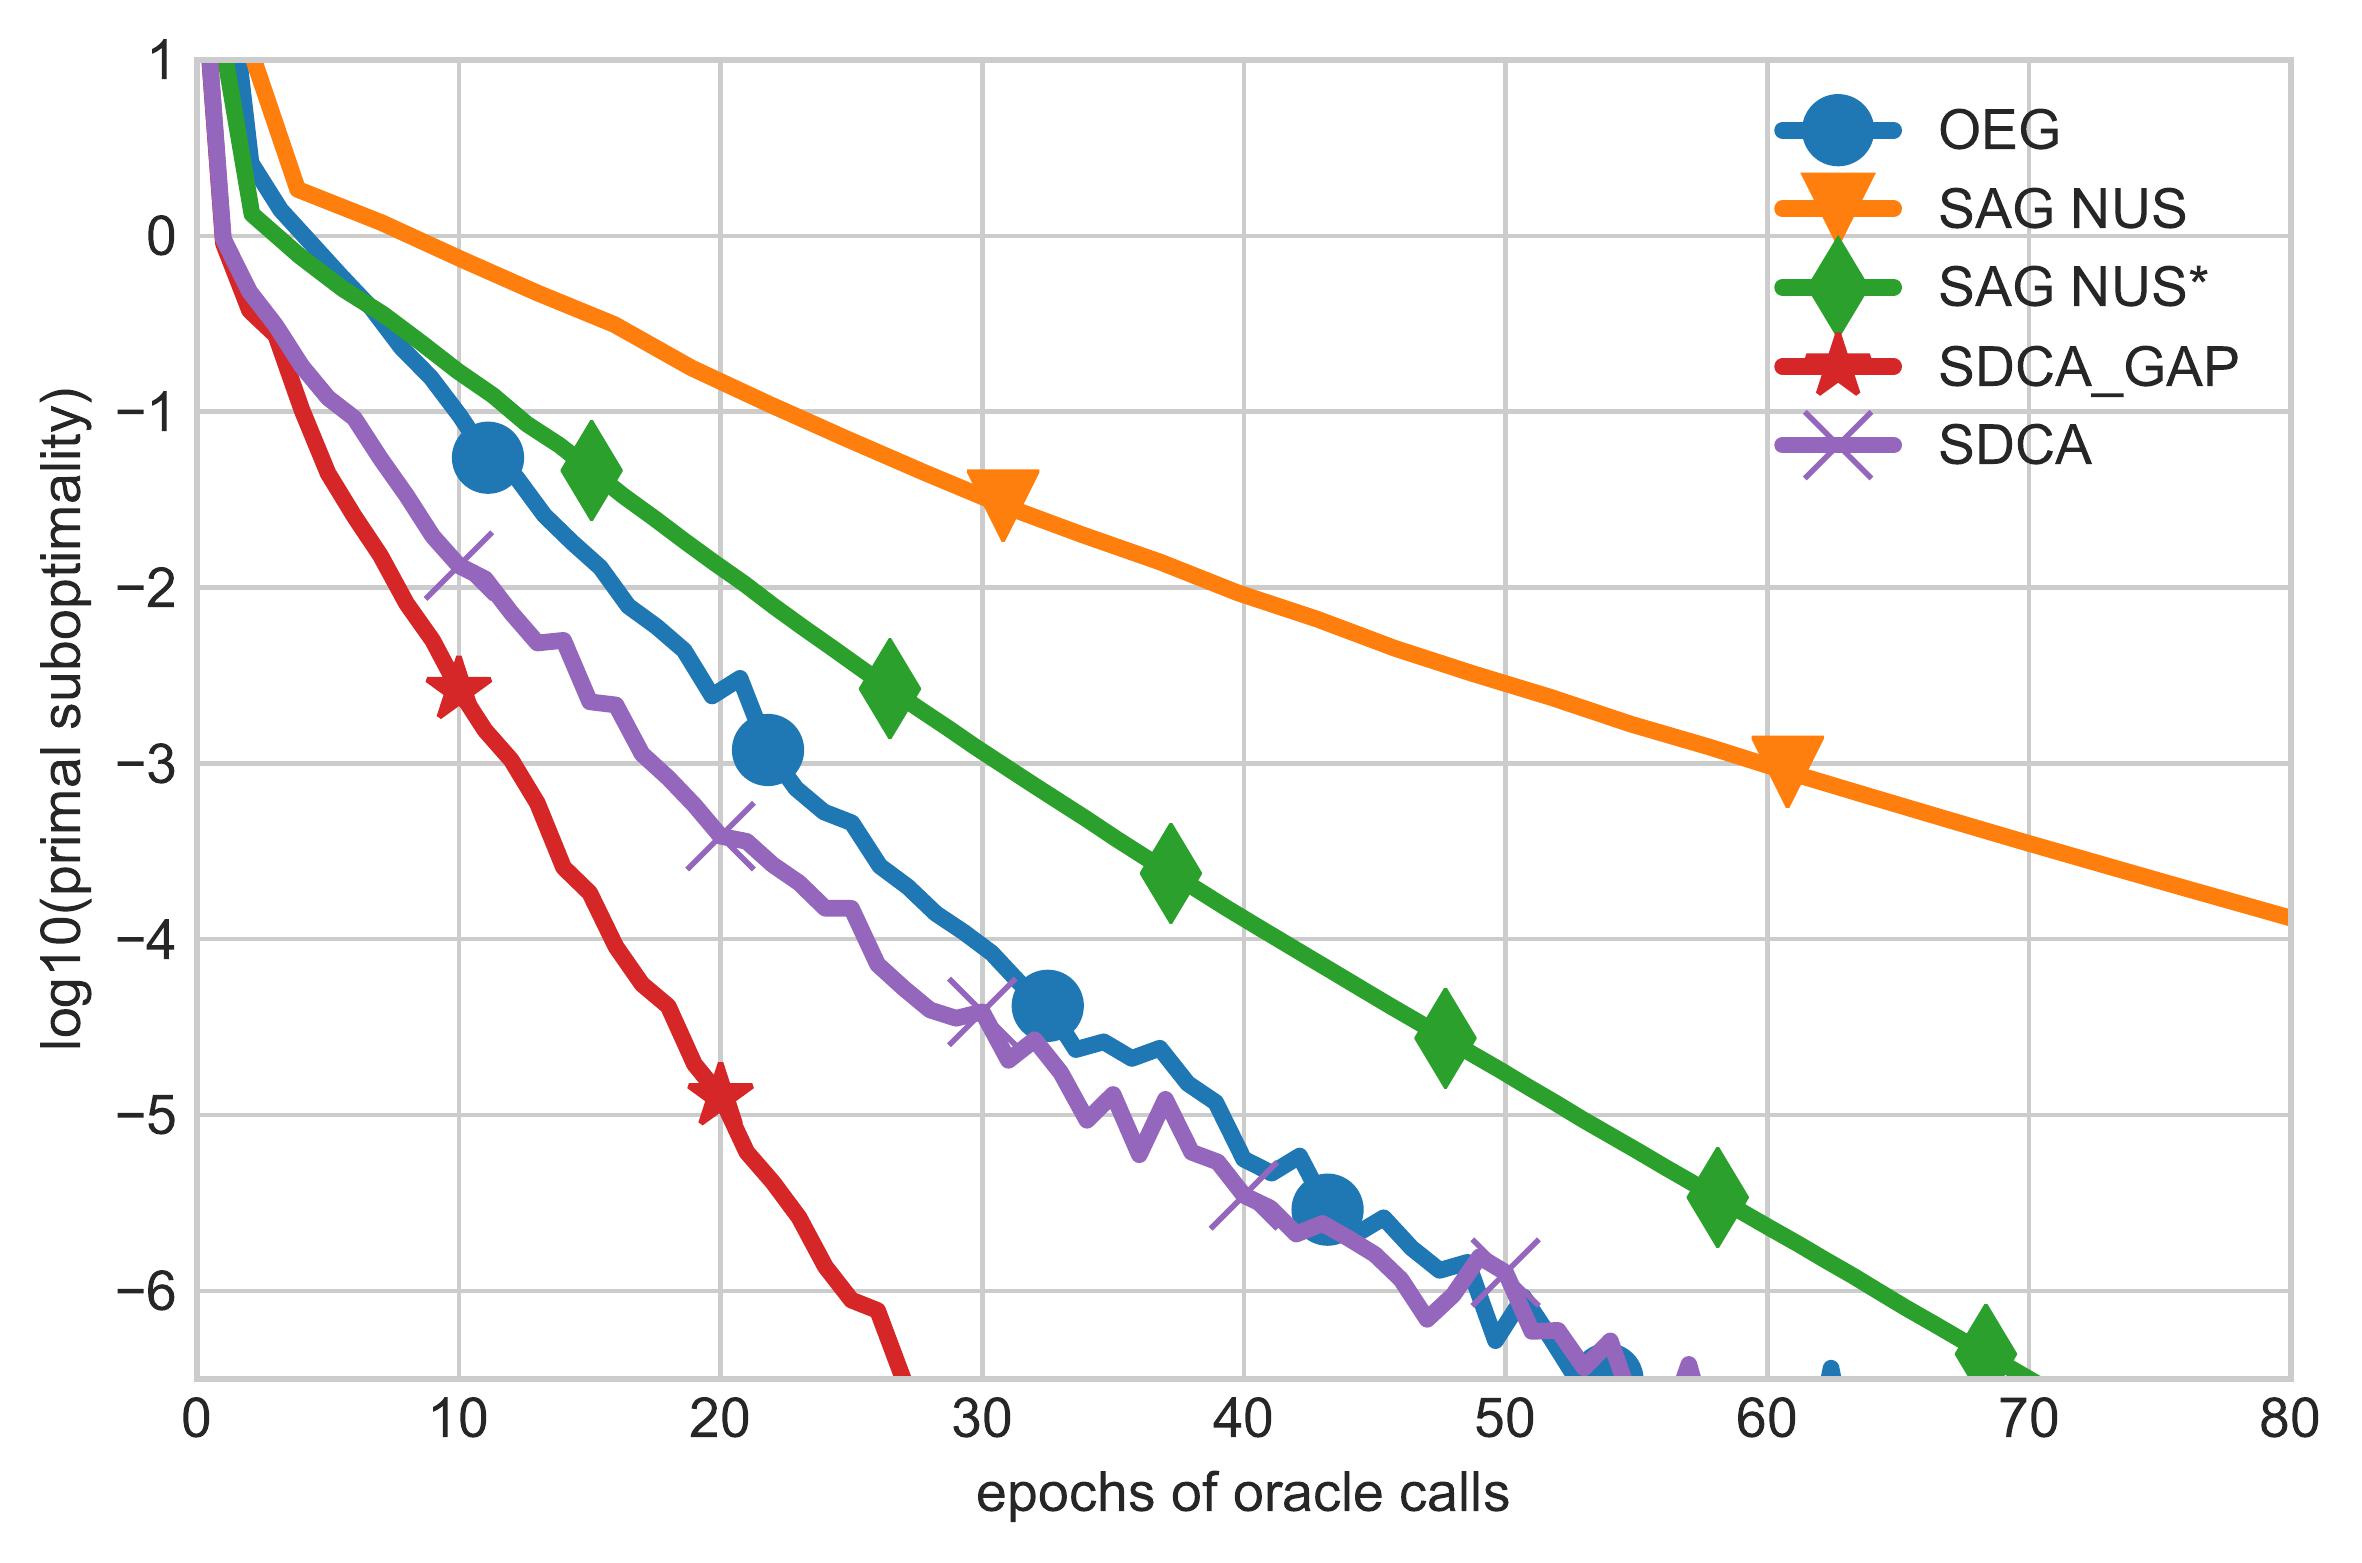 log10(primal suboptimality)
1
0
−1
−2
−3
−4
−5
−6
OEG
SAG NUS
SAG NUS*
SDCA_GAP
SDCA
0 10 20 30 40 50 60 70 80
epochs of oracle calls